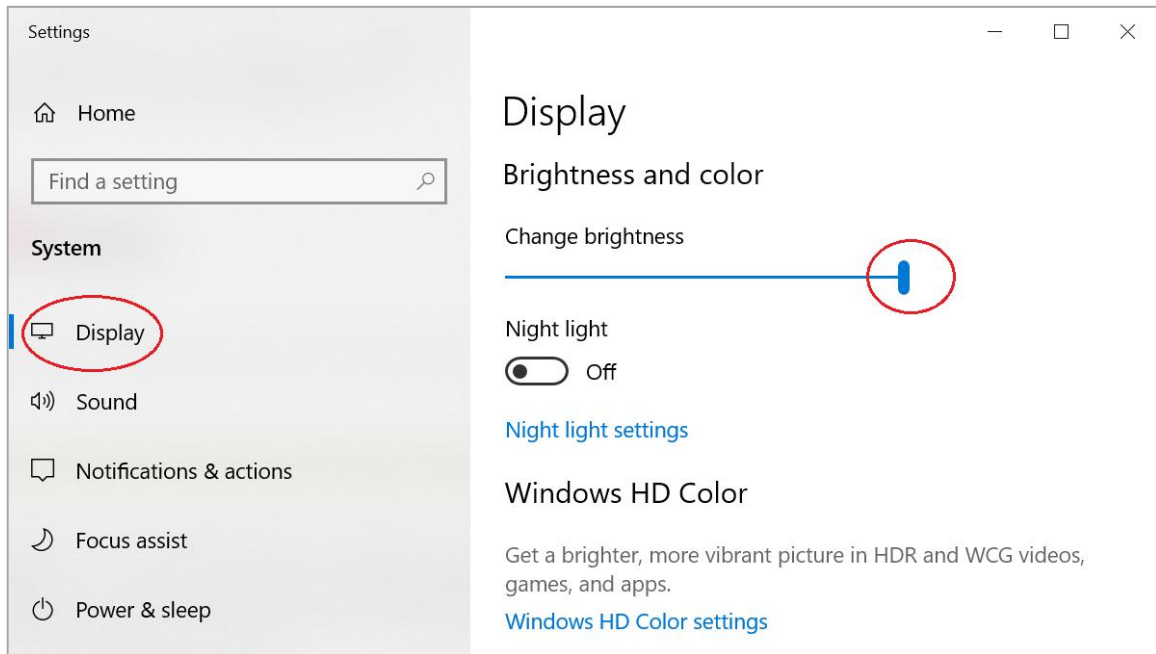 Settings
Home
Find a setting
System
Display
Sound
Notifications & actions
Focus assist
Power & sleep
Display
Brightness and color
Change brightness
Night light
Off
Night light settings
Windows HD Color
Get a brighter, more vibrant picture in HDR and WCG videos,
games, and apps.
Windows HD Color settings